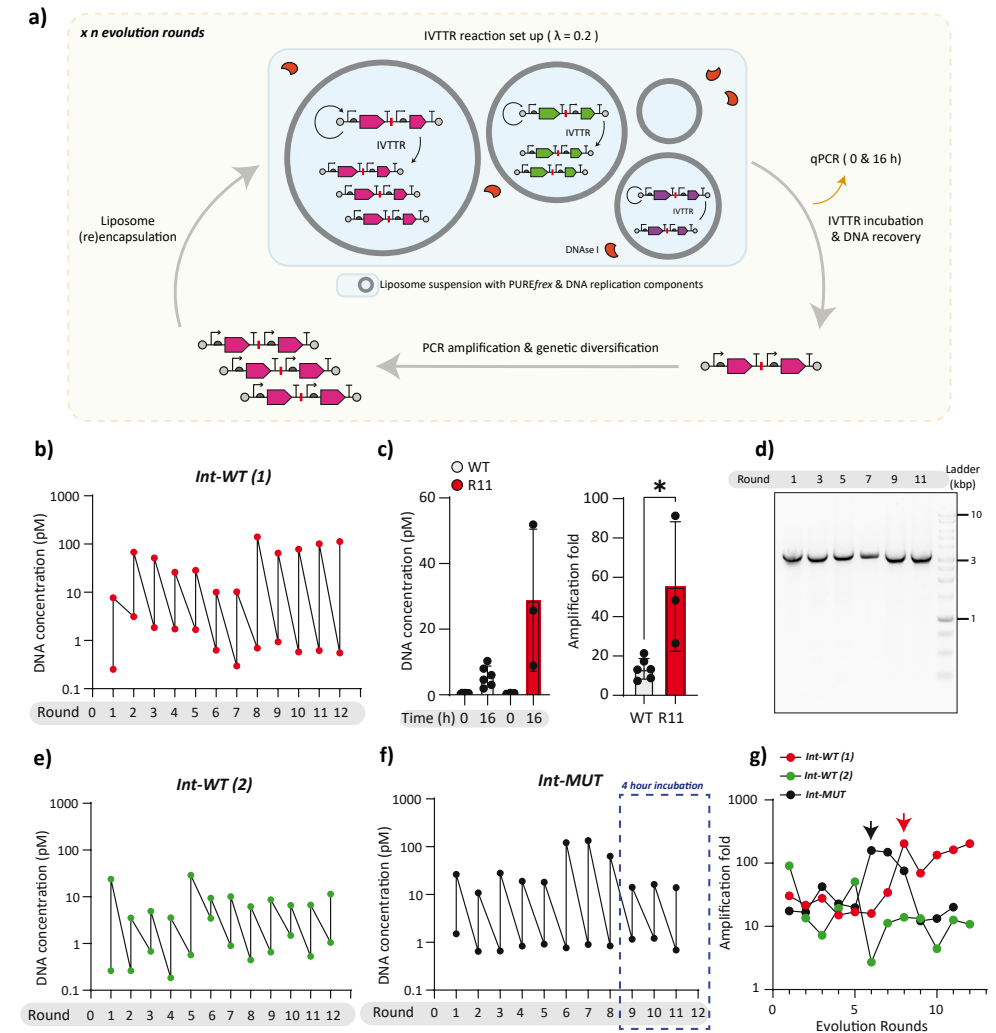 a)
x n evolution rounds
IVTTR reaction set up ( λ = 0.2 )
IVTTR
IVTTR
IVTTR
DNAse I
Liposome suspension with PUREfrex & DNA replication components
Liposome
(re)encapsulation
qPCR ( 0 & 16 h)
IVTTR incubation
& DNA recovery
PCR amplification & genetic diversification
b)
Int-WT (1)
DNA concentration (pM)
1000
100
10
1
0.1
Round 0 1 2 3 4 5 6 7 8 9 10 11 12
c)
WT
R11
DNA concentration (pM)
60
40
20
0
Time (h) 0 16 0 16
Amplification fold
100
80
60
40
20
0
*
WT R11
d)
Round 1 3 5 7 9 11 Ladder
(kbp)
10
3
1
e)
Int-WT (2)
DNA concentration (pM)
1000
100
10
1
0.1
Round 0 1 2 3 4 5 6 7 8 9 10 11 12
f)
Int-MUT
4 hour incubation
DNA concentration (pM)
1000
100
10
1
0.1
Round 0 1 2 3 4 5 6 7 8 9 10 11 12
g)
Int-WT (1)
Int-WT (2)
Int-MUT
Amplification fold
1000
100
10
1
0 5 10
Evolution Rounds